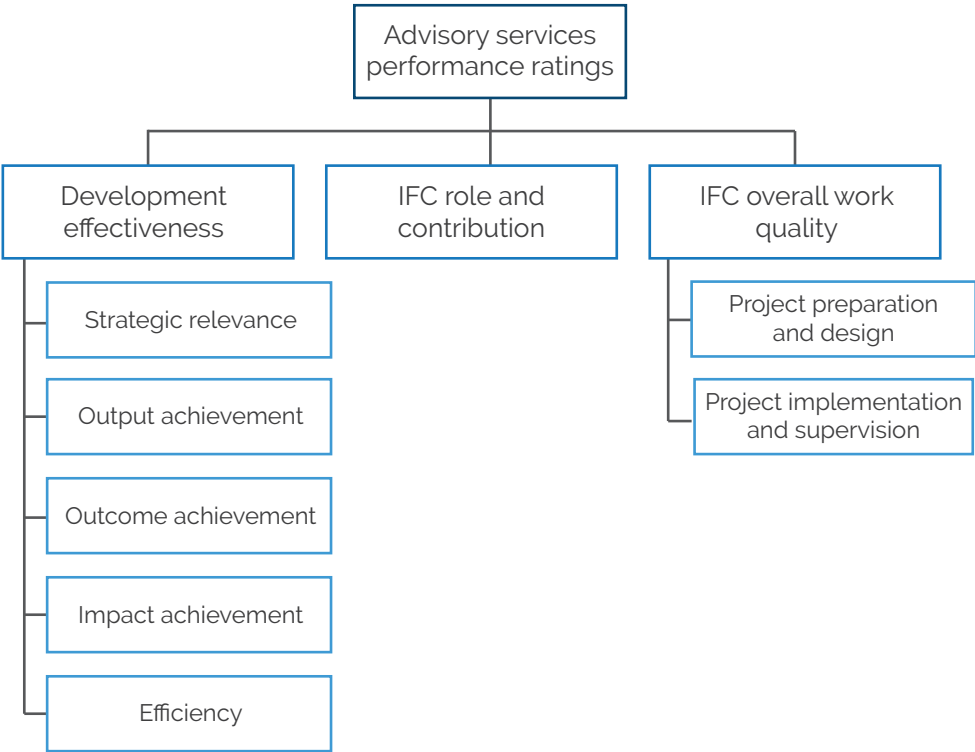 Advisory services
performance ratings
Development
effectiveness
IFC role and
contribution
IFC overall work
quality
Strategic relevance
Output achievement
Outcome achievement
Impact achievement
Efficiency
Project preparation
and design
Project implementation
and supervision